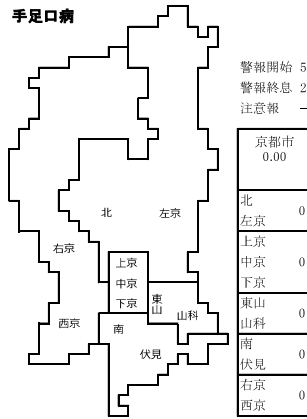 手足口病
警報開始 5
警報終息 2
注意報 −
京都市
0.00
北
左京
0
上京
中京
下京
0
東山
山科
0
南
伏見
0
右京
西京
0
北
左京
右京
上京
中京
下京
東山
山科
西京
南
伏見